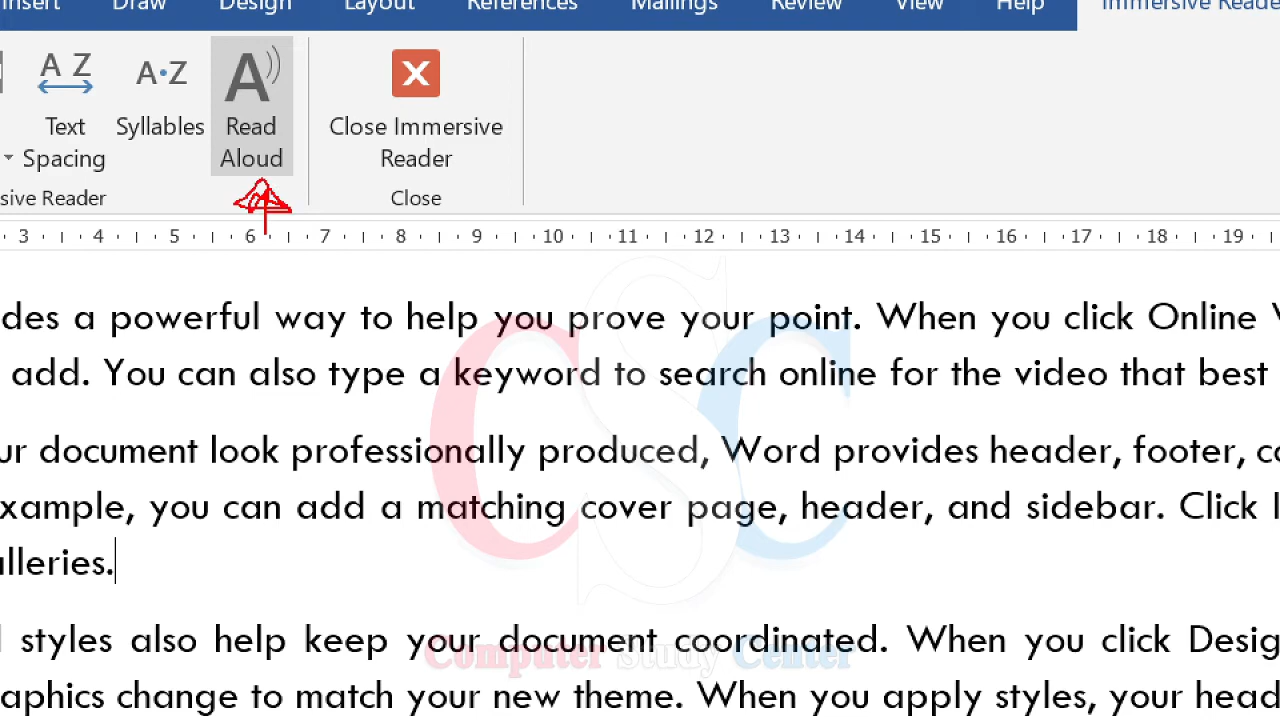 Insert Draw Design Layout References Mailings Review View Help Immersive Reade
A Z A·Z A
Text Syllables Read Close Immersive
Spacing Aloud Reader
sive Reader Close
3 4 5 6 7 8 9 10 11 12 13 14 15 16 17 18 19
des a powerful way to help you prove your point. When you click Online V
add. You can also type a keyword to search online for the video that best
ur document look professionally produced, Word provides header, footer, co
xample, you can add a matching cover page, header, and sidebar. Click I
alleries.
CSC
styles also help keep your document coordinated. When you click Desig
Computer Study Center
aphics change to match your new theme. When you apply styles, your head